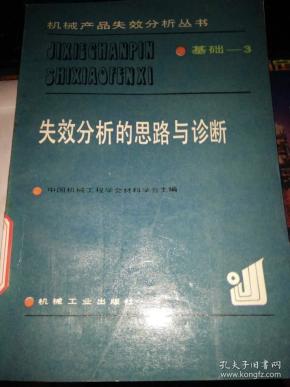 机械产品失效分析丛书
JIXIECHANPIN
SHIXIAOFENXI
基础—3
失效分析的思路与诊断
中国机械工程学会材料学会主编
机械工业出版社
孔夫子旧书网